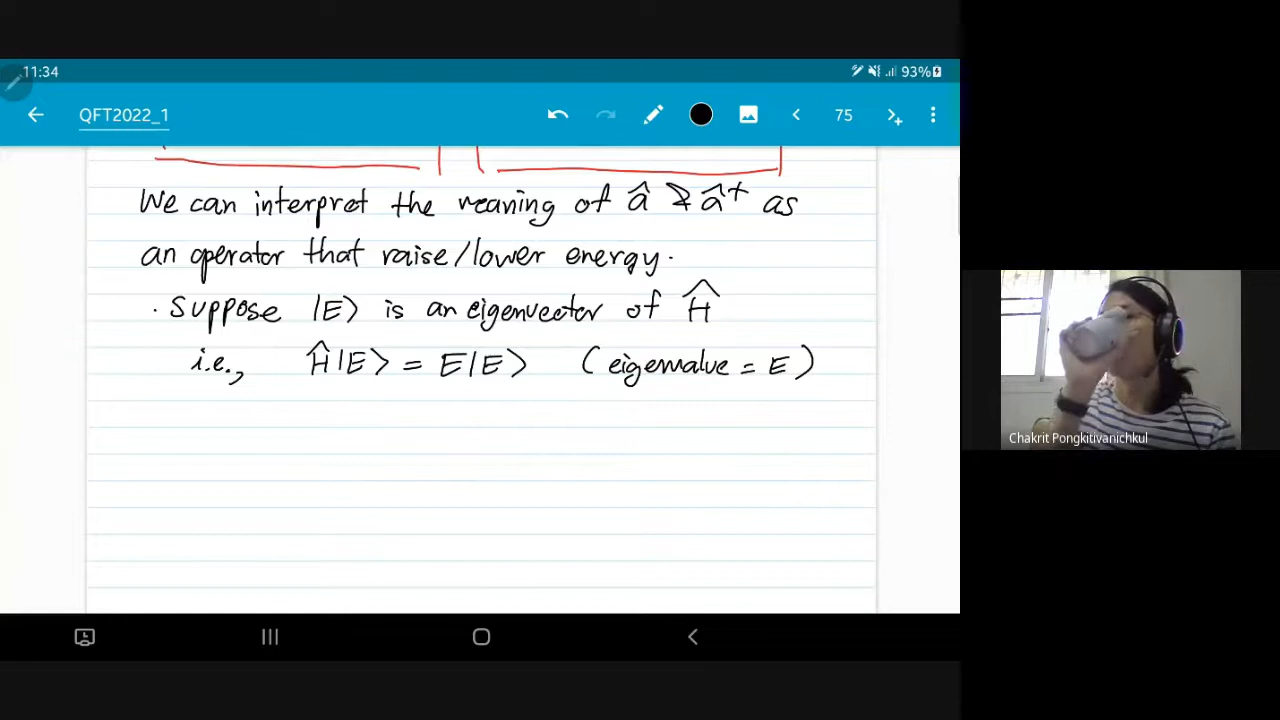 11:34
93%
QFT2022_1
75
We can interpret the meaning of â & â† as
an operator that raise/lower energy.
· Suppose |E⟩ is an eigenvector of Ĥ
i.e., Ĥ|E⟩ = E|E⟩ (eigenvalue = E)
Chakrit Pongkitivanichkul